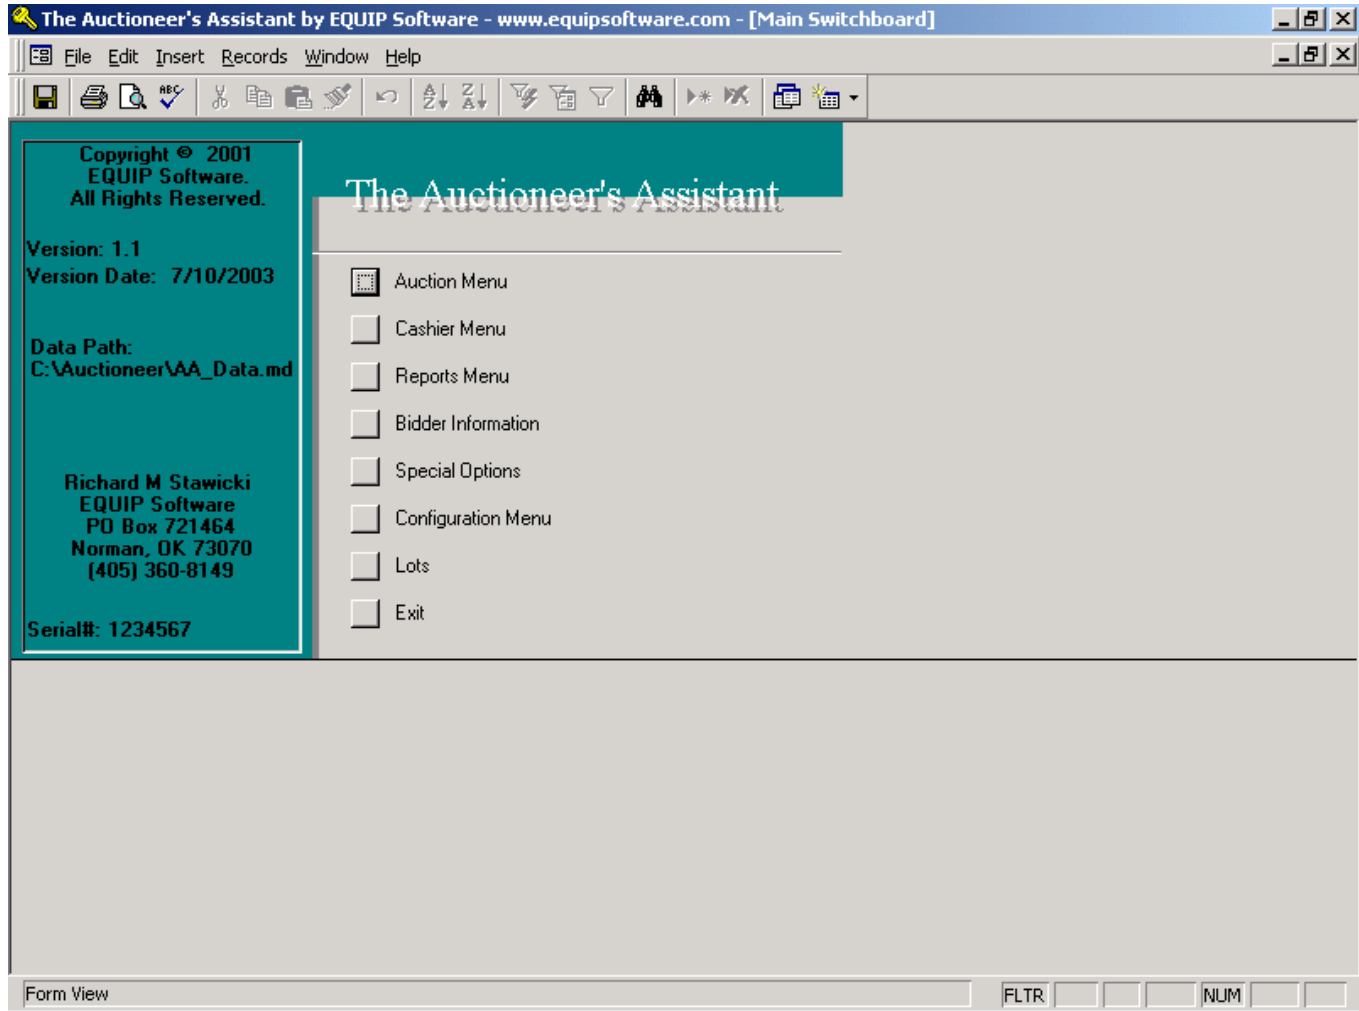 The Auctioneer's Assistant by EQUIP Software - www.equipsoftware.com - [Main Switchboard]
File Edit Insert Records Window Help
Copyright © 2001
EQUIP Software.
All Rights Reserved.
Version: 1.1
Version Date: 7/10/2003
Data Path:
C:\Auctioneer\AA_Data.md
Richard M Stawicki
EQUIP Software
PO Box 721464
Norman, OK 73070
(405) 360-8149
Serial#: 1234567
The Auctioneer's Assistant
Auction Menu
Cashier Menu
Reports Menu
Bidder Information
Special Options
Configuration Menu
Lots
Exit
Form View FLTR NUM